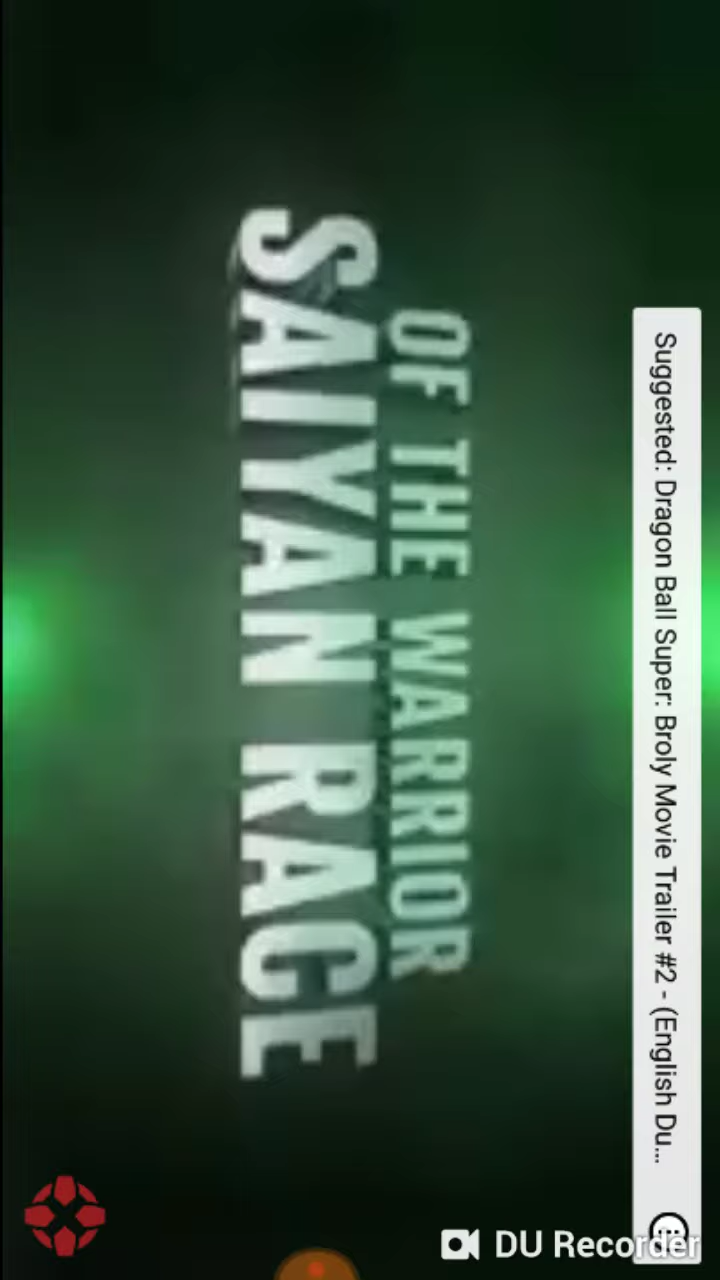 Suggested: Dragon Ball Super: Broly Movie Trailer #2 - (English Du...
OF THE WARRIOR
SAIYAN RACE
DU Recorder